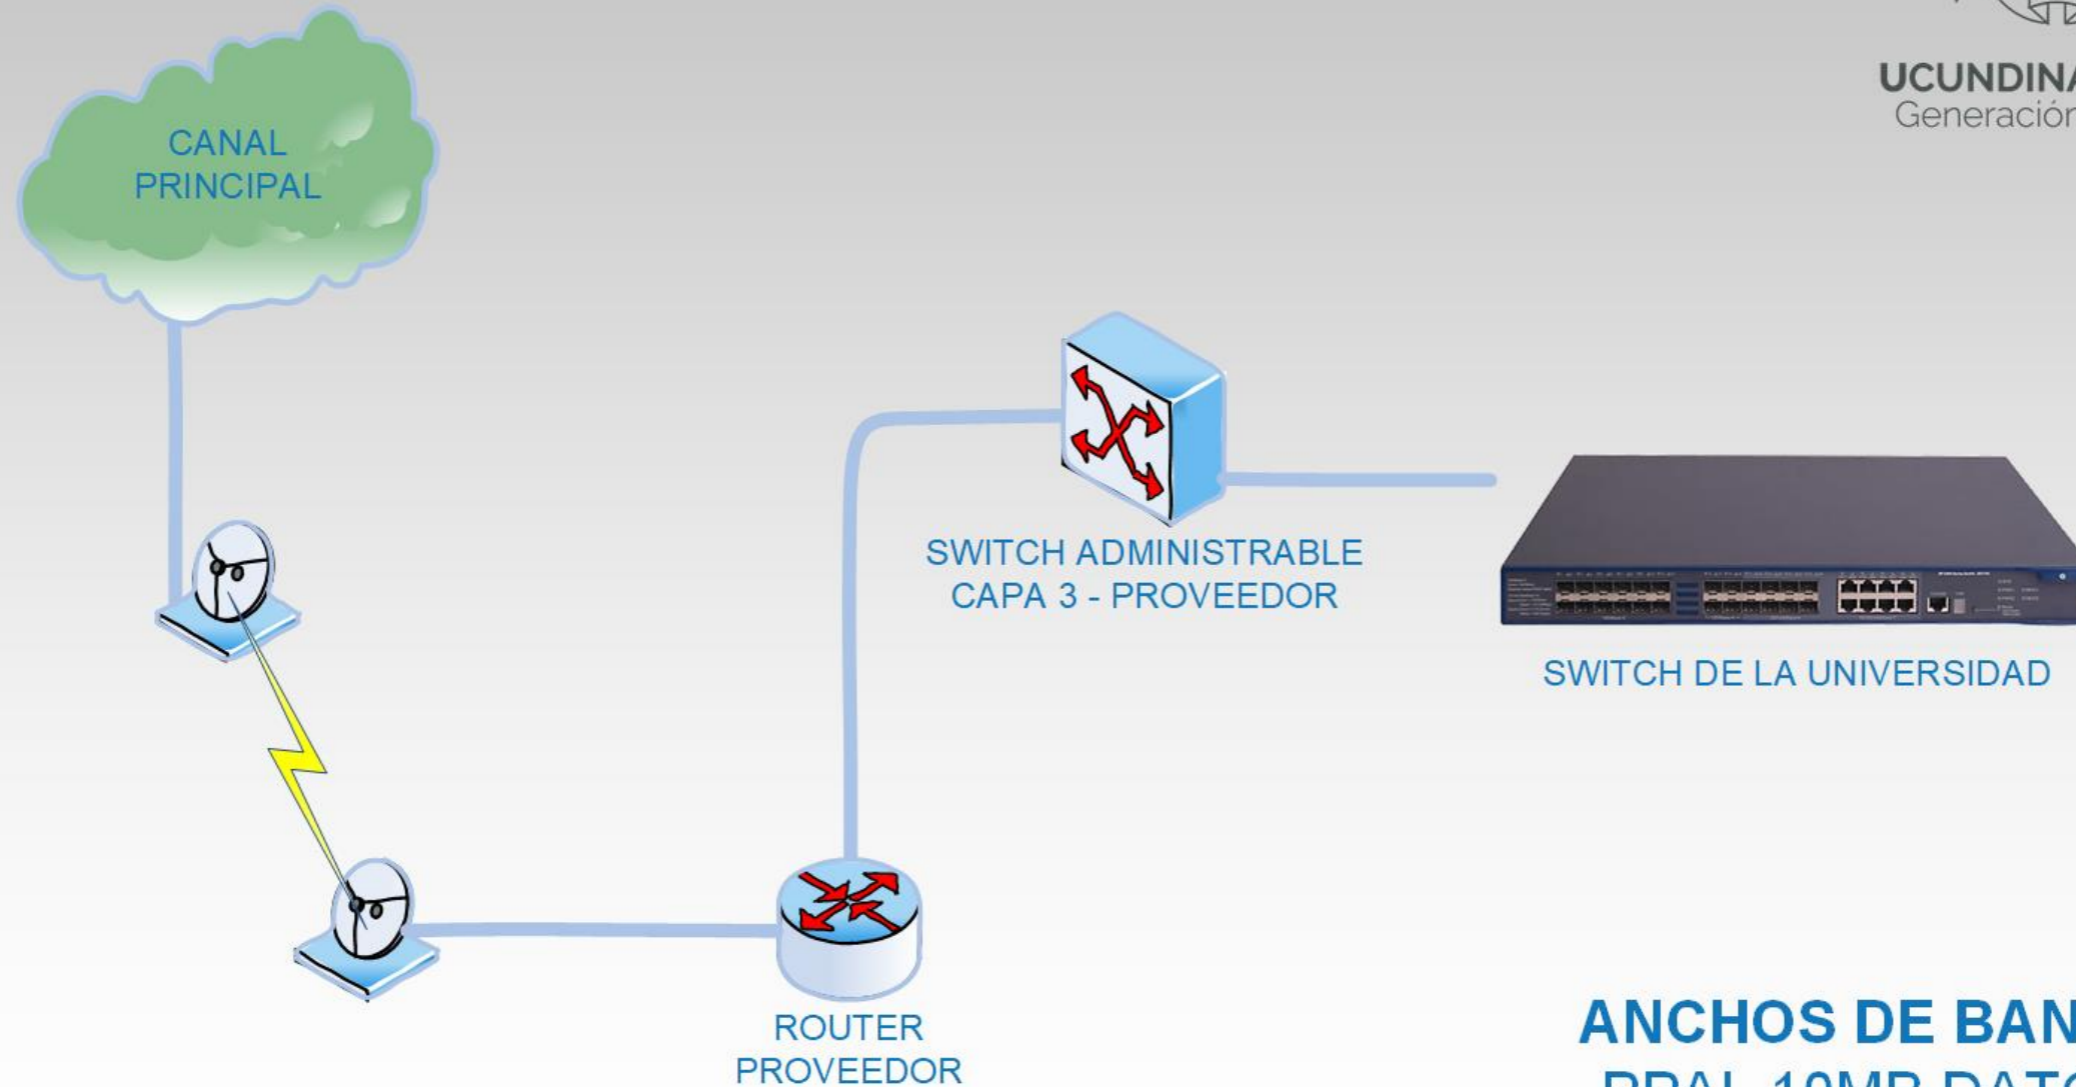 UCUNDINA
Generación
CANAL
PRINCIPAL
SWITCH ADMINISTRABLE
CAPA 3 - PROVEEDOR
SWITCH DE LA UNIVERSIDAD
ROUTER
PROVEEDOR
ANCHOS DE BAN